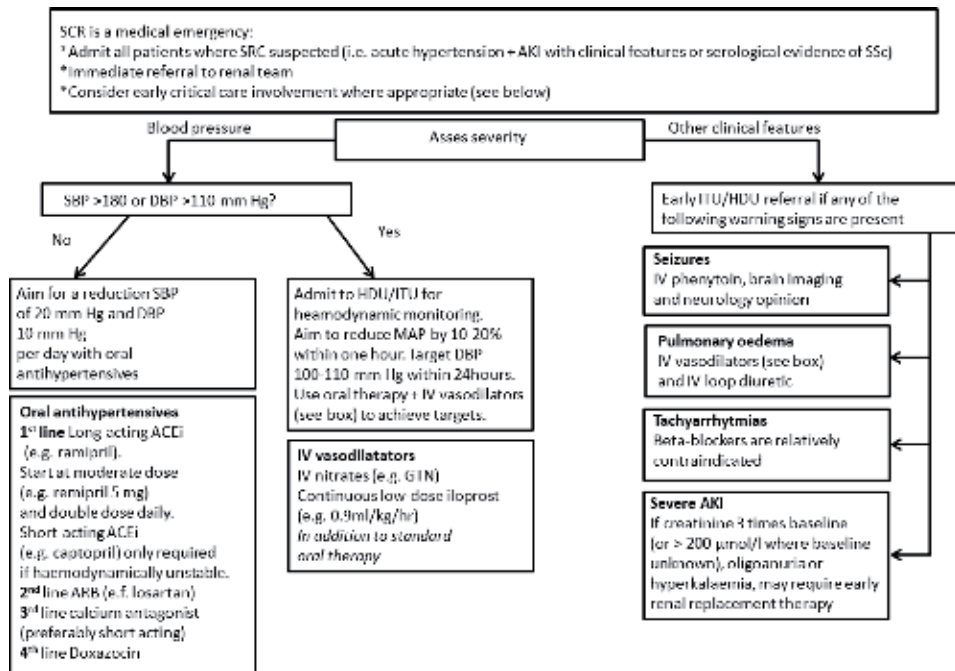 SCR is a medical emergency:
*Admit all patients where SRC suspected (i.e. acute hypertension + AKI with clinical features or serological evidence of SSc)
*Immediate referral to renal team
*Consider early critical care involvement where appropriate (see below)
Blood pressure
Asses severity
Other clinical features
SBP >180 or DBP >110 mm Hg?
No
Yes
Aim for a reduction SBP
of 20 mm Hg and DBP
10 mm Hg
per day with oral
antihypertensives
Oral antihypertensives
1st line Long acting ACEi
(e.g. ramipril).
Start at moderate dose
(e.g. remipril 5 mg)
and double dose daily.
Short acting ACEi
(e.g. captopril) only required
if haemodynamically unstable.
2nd line ARB (e.f. losartan)
3rd line calcium antagonist
(preferably short acting)
4th line Doxazocin
Admit to HDU/ITU for
heamodynamic monitoring.
Aim to reduce MAP by 10-20%
within one hour. Target DBP
100-110 mm Hg within 24hours.
Use oral therapy + IV vasodilators
(see box) to achieve targets.
IV vasodilatators
IV nitrates (e.g. GTN)
Continuous low-dose iloprost
(e.g. 0.9ml/kg/hr)
In addition to standard
oral therapy
Early ITU/HDU referral if any of the
following warning signs are present
Seizures
IV phenytoin, brain imaging
and neurology opinion
Pulmonary oedema
IV vasodilators (see box)
and IV loop diuretic
Tachyarrhytmias
Beta-blockers are relatively
contraindicated
Severe AKI
If creatinine 3 times baseline
(or > 200 µmol/l where baseline
unknown), oligoanuria or
hyperkalaemia, may require early
renal replacement therapy